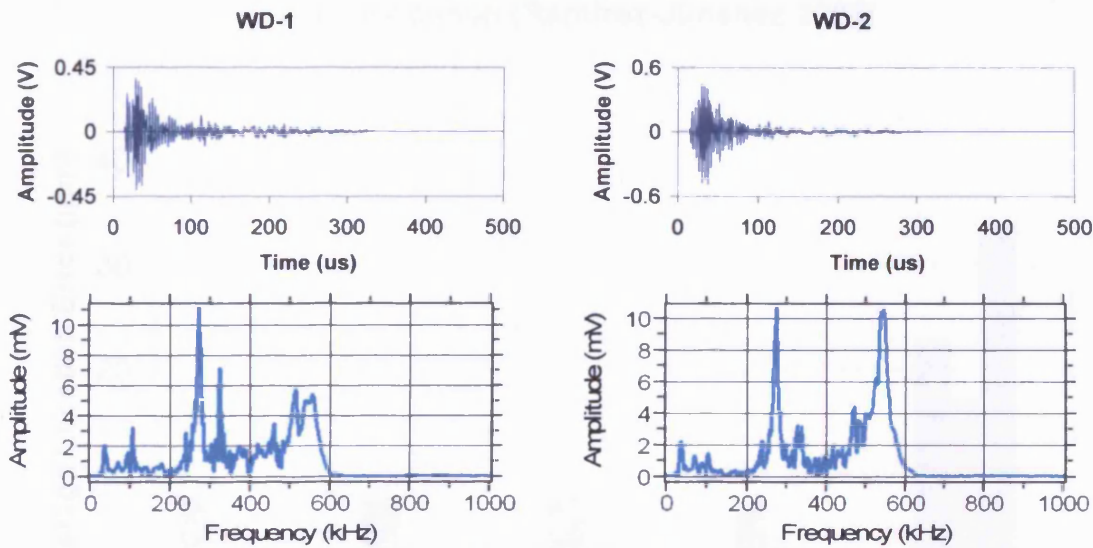 WD-1
Amplitude (V)
0.45
0
-0.45
0 100 200 300 400 500
Time (us)
WD-2
Amplitude (V)
0.6
0
-0.6
0 100 200 300 400 500
Time (us)
Amplitude (mV)
10
8
6
4
2
0
0 200 400 600 800 1000
Frequency (kHz)
Amplitude (mV)
10
8
6
4
2
0
0 200 400 600 800 1000
Frequency (kHz)